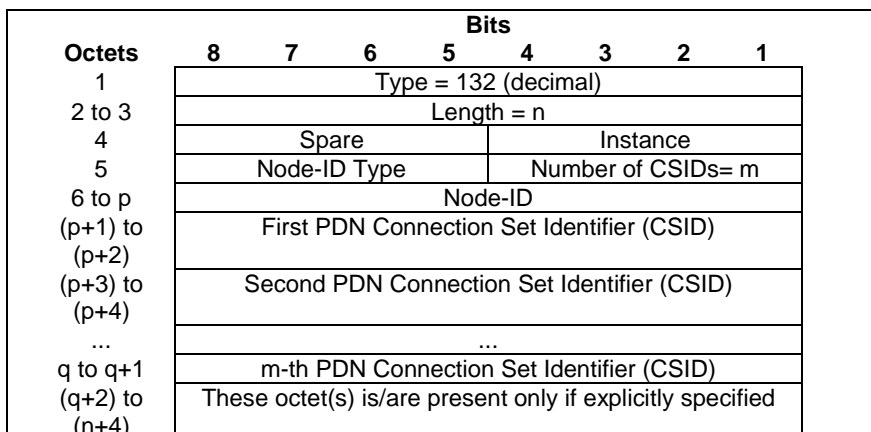 Bits
Octets 8 7 6 5 4 3 2 1
1 Type = 132 (decimal)
2 to 3 Length = n
4 Spare Instance
5 Node-ID Type Number of CSIDs= m
6 to p Node-ID
(p+1) to First PDN Connection Set Identifier (CSID)
(p+2)
(p+3) to Second PDN Connection Set Identifier (CSID)
(p+4)
... ...
q to q+1 m-th PDN Connection Set Identifier (CSID)
(q+2) to These octet(s) is/are present only if explicitly specified
(n+4)